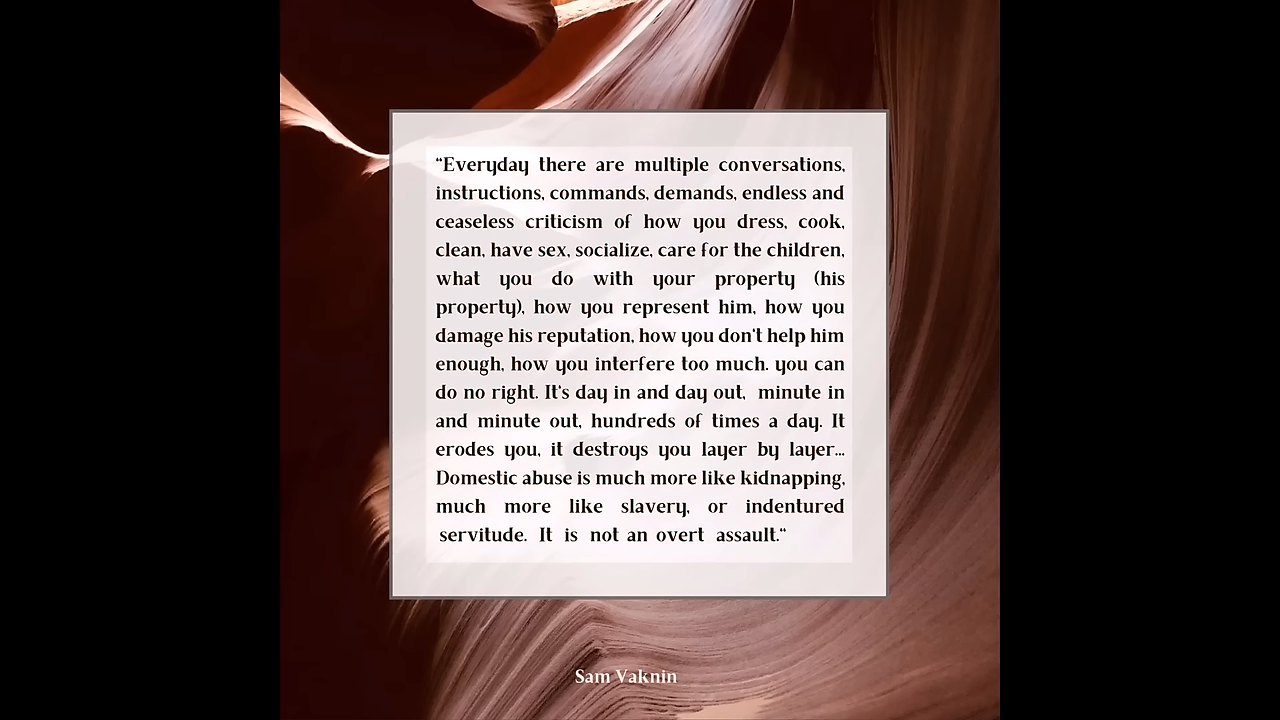 “Everyday there are multiple conversations,
instructions, commands, demands, endless and
ceaseless criticism of how you dress, cook,
clean, have sex, socialize, care for the children,
what you do with your property (his
property), how you represent him, how you
damage his reputation, how you don't help him
enough, how you interfere too much. you can
do no right. It's day in and day out, minute in
and minute out, hundreds of times a day. It
erodes you, it destroys you layer by layer...
Domestic abuse is much more like kidnapping,
much more like slavery, or indentured
servitude. It is not an overt assault.“
Sam Vaknin